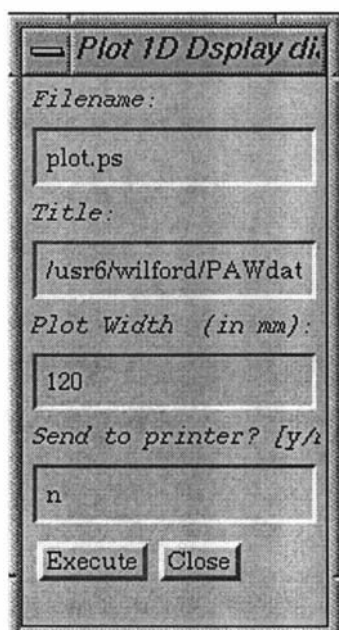 Plot 1D Dsplay dia
Filename:
plot.ps
Title:
/usr6/wilford/PAWdat
Plot Width (in mm):
120
Send to printer? [y/n
n
Execute Close